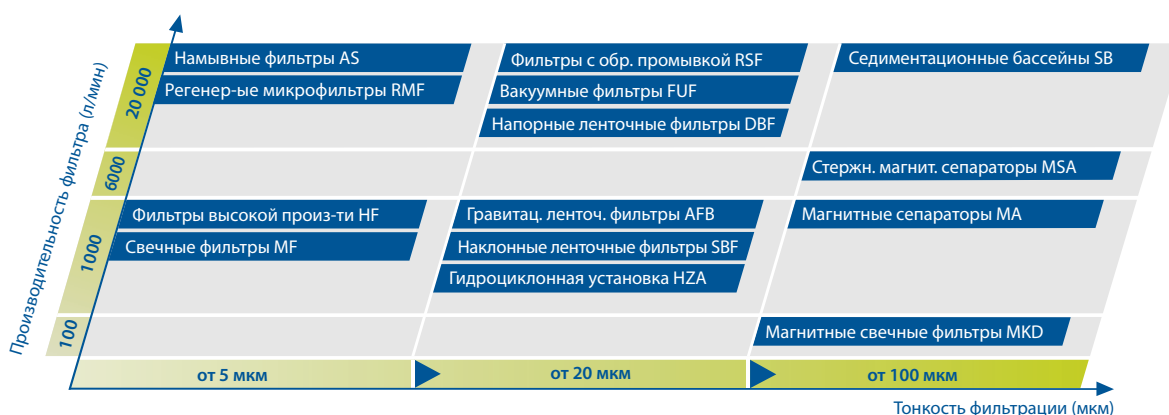 Производительность фильтра (л/мин)
20 000
Намывные фильтры AS
Фильтры с обр. промывкой RSF
Седиментационные бассейны SB
Регенер-ые микрофильтры RMF
Вакуумные фильтры FUF
Напорные ленточные фильтры DBF
6000
Стержн. магнит. сепараторы MSA
1000
Фильтры высокой произ-ти HF
Гравитац. ленточ. фильтры AFB
Магнитные сепараторы MA
Свечные фильтры MF
Наклонные ленточные фильтры SBF
Гидроциклонная установка HZA
100
Магнитные свечные фильтры MKD
от 5 мкм
от 20 мкм
от 100 мкм
Тонкость фильтрации (мкм)